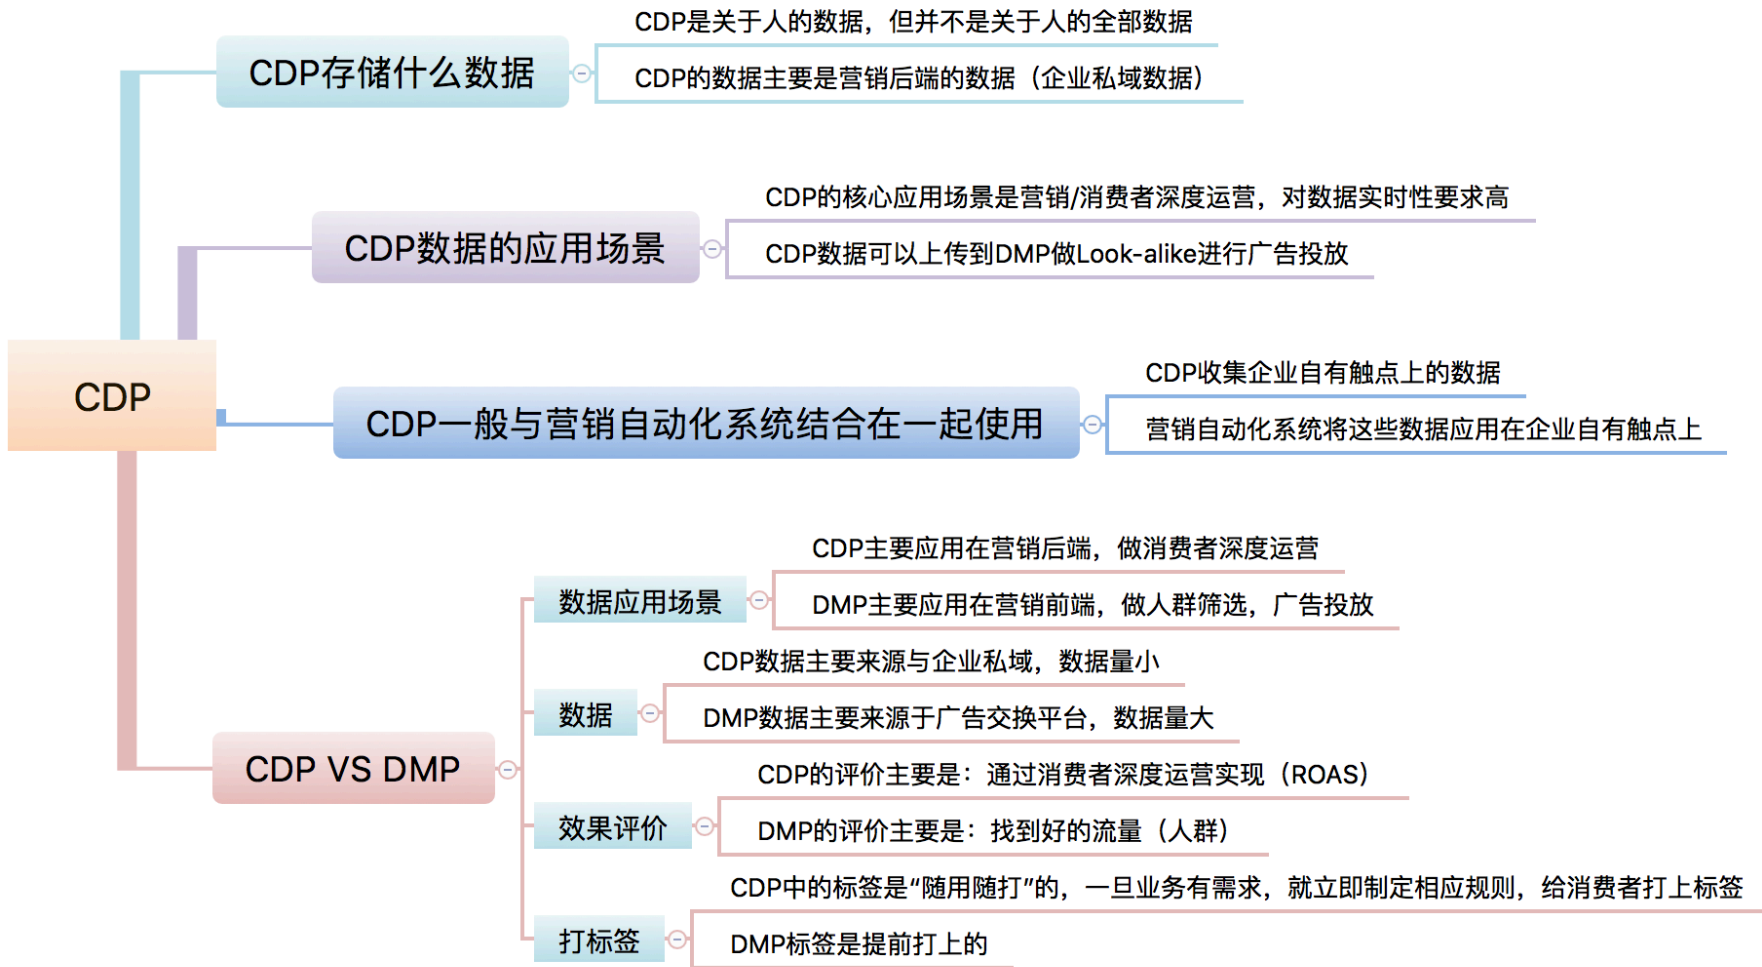 CDP
CDP存储什么数据
CDP是关于人的数据，但并不是关于人的全部数据
CDP的数据主要是营销后端的数据（企业私域数据）
CDP数据的应用场景
CDP的核心应用场景是营销/消费者深度运营，对数据实时性要求高
CDP数据可以上传到DMP做Look-alike进行广告投放
CDP一般与营销自动化系统结合在一起使用
CDP收集企业自有触点上的数据
营销自动化系统将这些数据应用在企业自有触点上
CDP VS DMP
数据应用场景
CDP主要应用在营销后端，做消费者深度运营
DMP主要应用在营销前端，做人群筛选，广告投放
数据
CDP数据主要来源与企业私域，数据量小
DMP数据主要来源于广告交换平台，数据量大
效果评价
CDP的评价主要是：通过消费者深度运营实现（ROAS）
DMP的评价主要是：找到好的流量（人群）
打标签
CDP中的标签是“随用随打”的，一旦业务有需求，就立即制定相应规则，给消费者打上标签
DMP标签是提前打上的